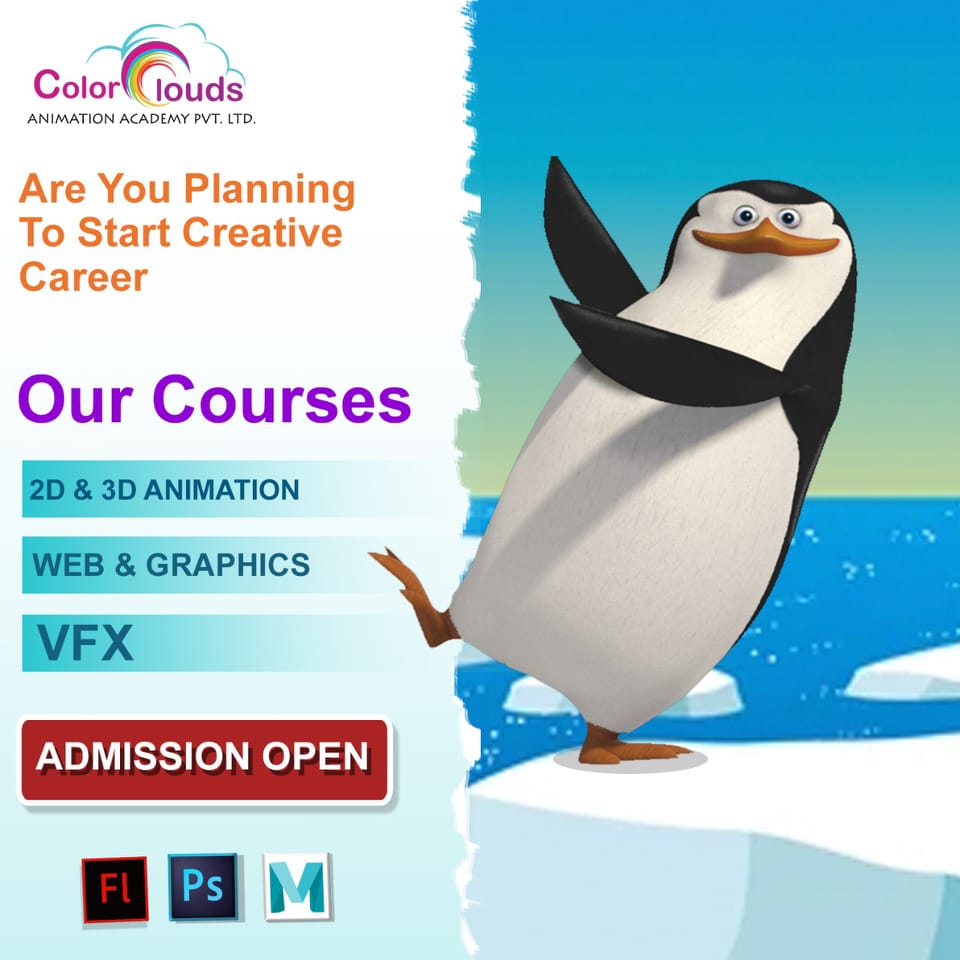 Color Clouds
ANIMATION ACADEMY PVT. LTD.
Are You Planning
To Start Creative
Career
Our Courses
2D & 3D ANIMATION
WEB & GRAPHICS
VFX
ADMISSION OPEN
Fl Ps M